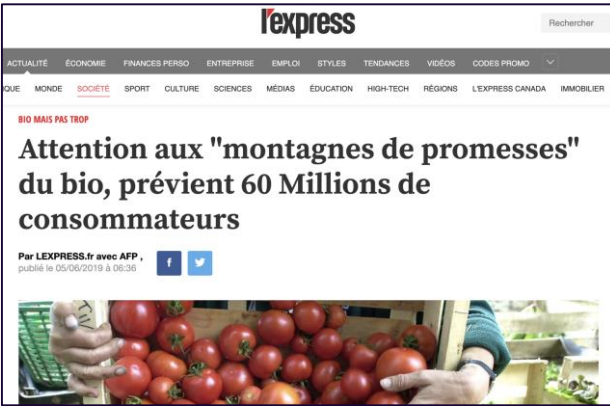 l'express
Rechercher
ACTUALITÉ ÉCONOMIE FINANCES PERSO ENTREPRISE EMPLOI STYLES TENDANCES VIDÉOS CODES PROMO
IQUE MONDE SOCIÉTÉ SPORT CULTURE SCIENCES MÉDIAS ÉDUCATION HIGH-TECH RÉGIONS L'EXPRESS CANADA IMMOBILIER
BIO MAIS PAS TROP
Attention aux "montagnes de promesses"
du bio, prévient 60 Millions de
consommateurs
Par LEXPRESS.fr avec AFP ,
publié le 05/06/2019 à 06:36
f